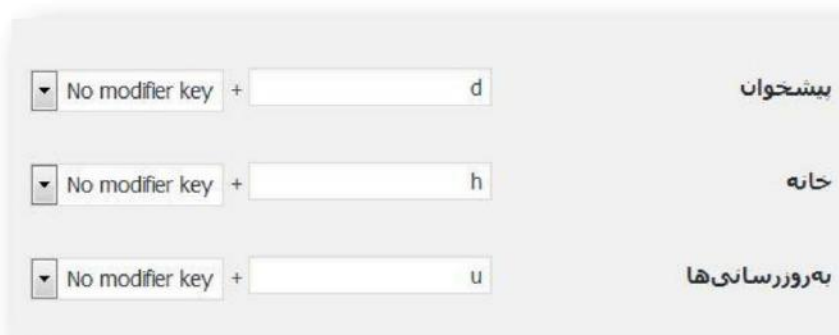 پیشخوان d + No modifier key
خانه h + No modifier key
به‌روزرسانی‌ها u + No modifier key